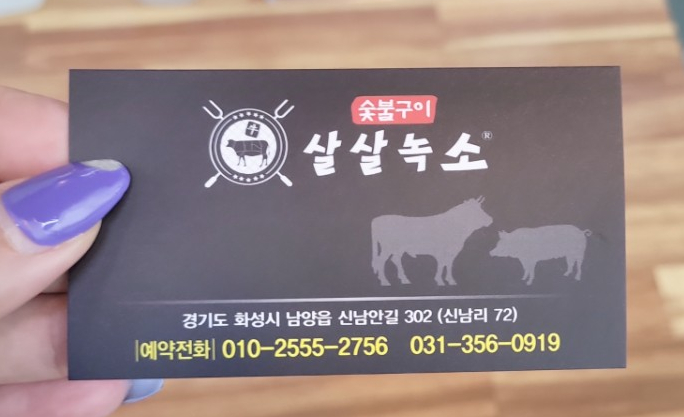 숯불구이
牛
살살녹소®
경기도 화성시 남양읍 신남안길 302 (신남리 72)
|예약전화| 010-2555-2756 031-356-0919